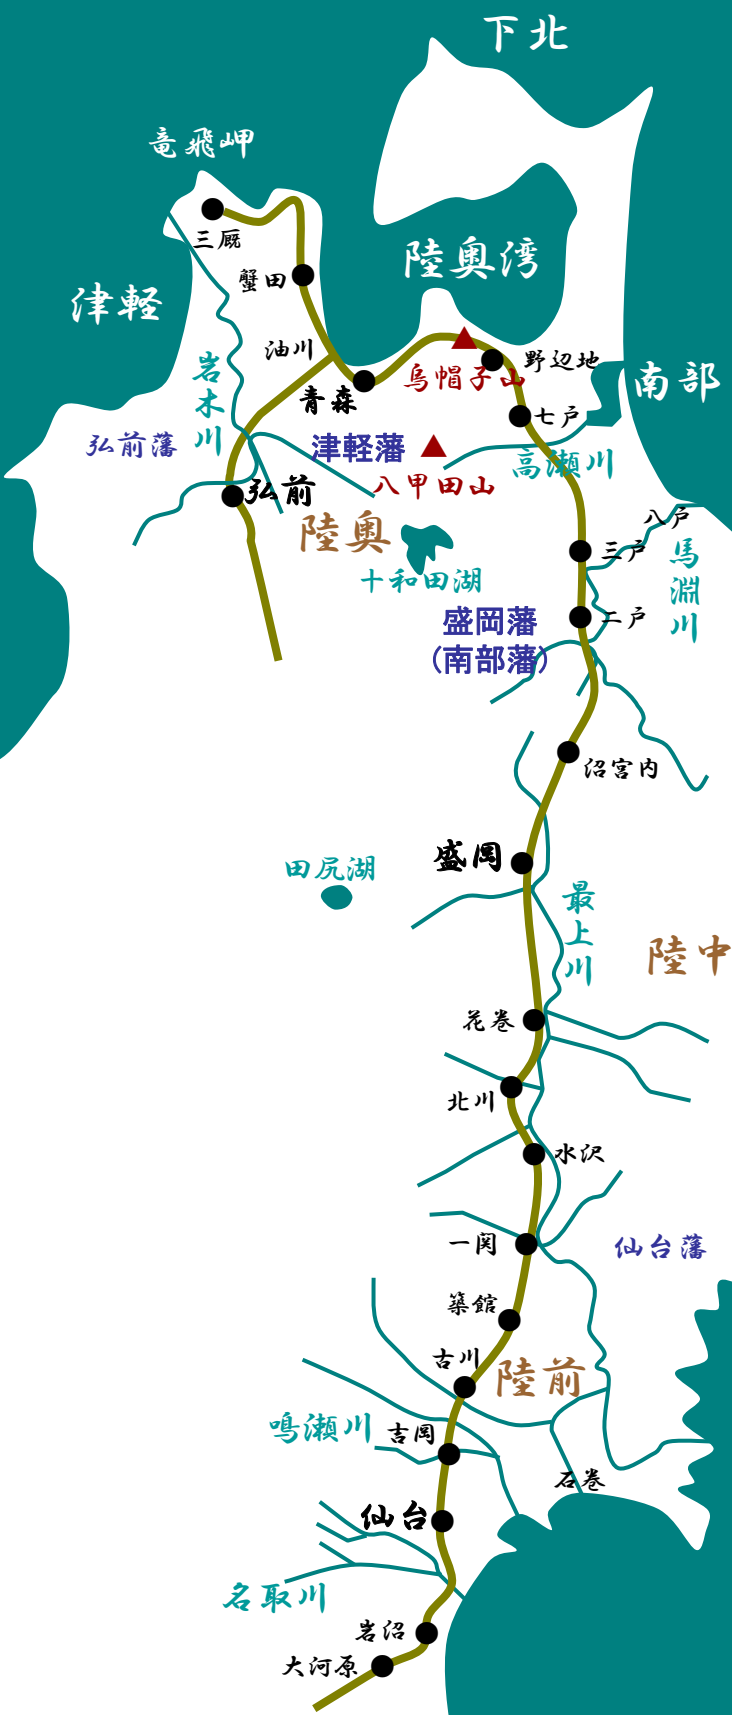 下北
竜飛岬
三厩
陸奥湾
蟹田
津軽
油川
岩木川
野辺地
烏帽子山
青森
南部
七戸
弘前藩
津軽藩
高瀬川
八甲田山
弘前
陸奥
八戸
三戸
馬淵川
十和田湖
盛岡藩
(南部藩)
二戸
沼宮内
盛岡
田尻湖
最上川
陸中
花巻
北川
水沢
一関
仙台藩
築館
古川
陸前
鳴瀬川
吉岡
石巻
仙台
名取川
岩沼
大河原